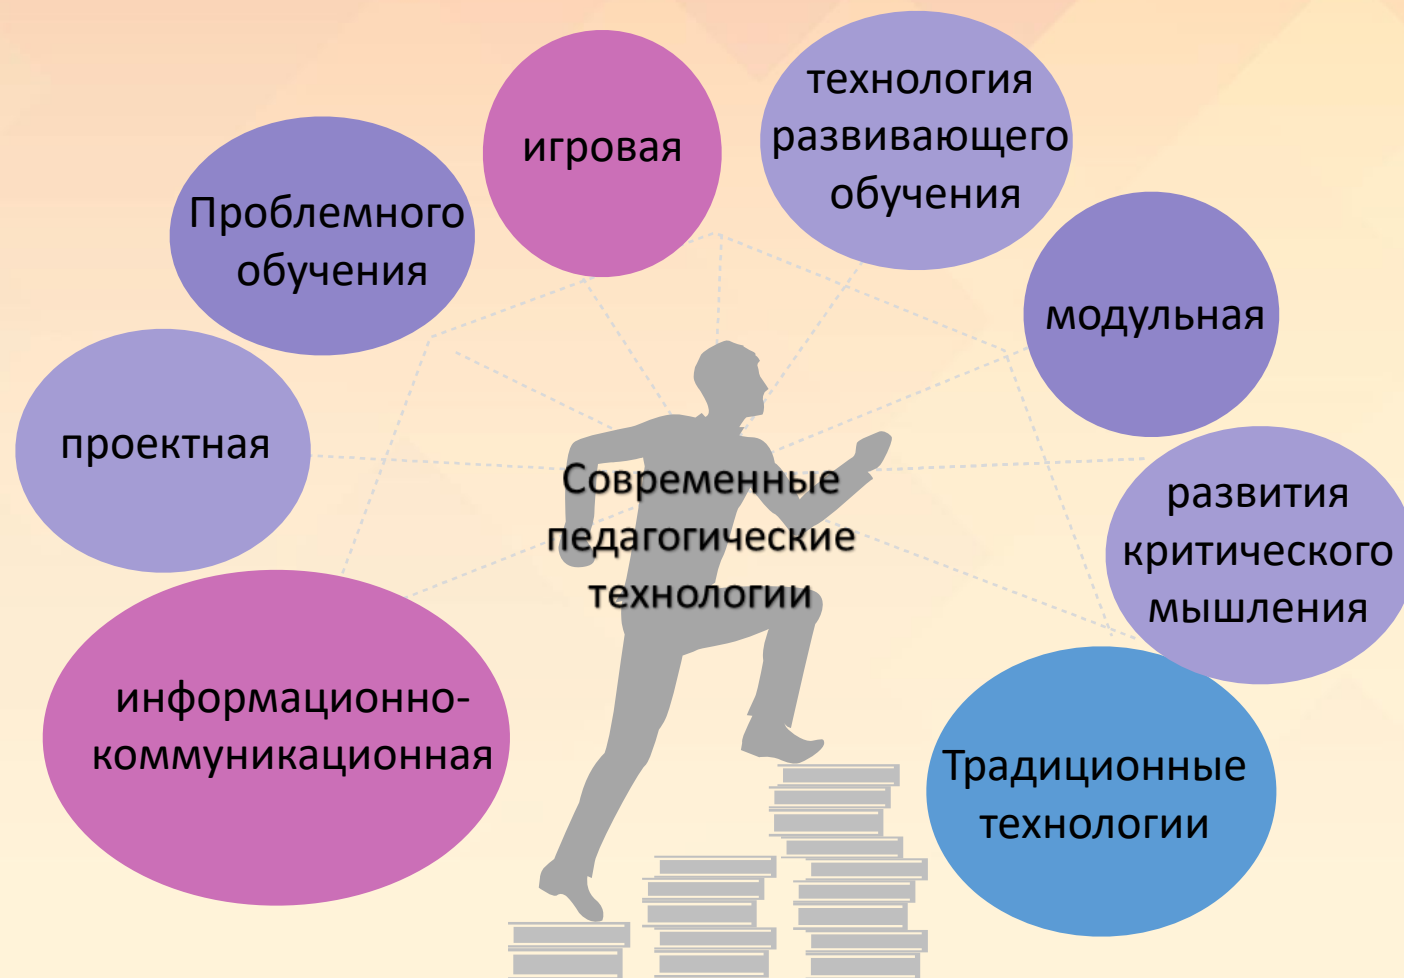 игровая
технология
развивающего
обучения
Проблемного
обучения
модульная
проектная
Современные
педагогические
технологии
развития
критического
мышления
информационно-
коммуникационная
Традиционные
технологии